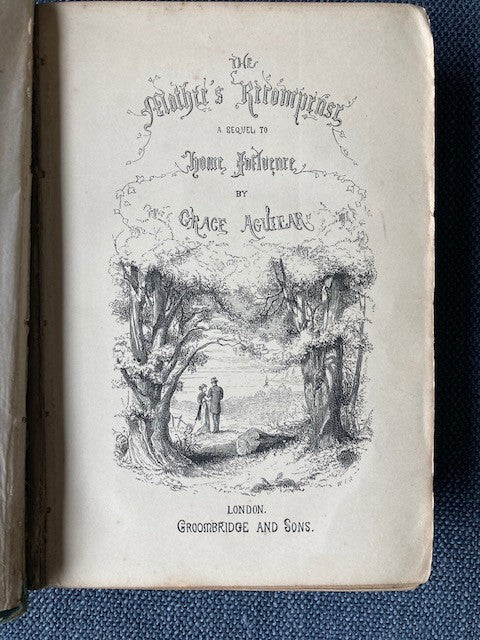 THE
Mother's Recompense
A SEQUEL TO
Home Influence
BY
GRACE AGUILAR
LONDON.
GROOMBRIDGE AND SONS.